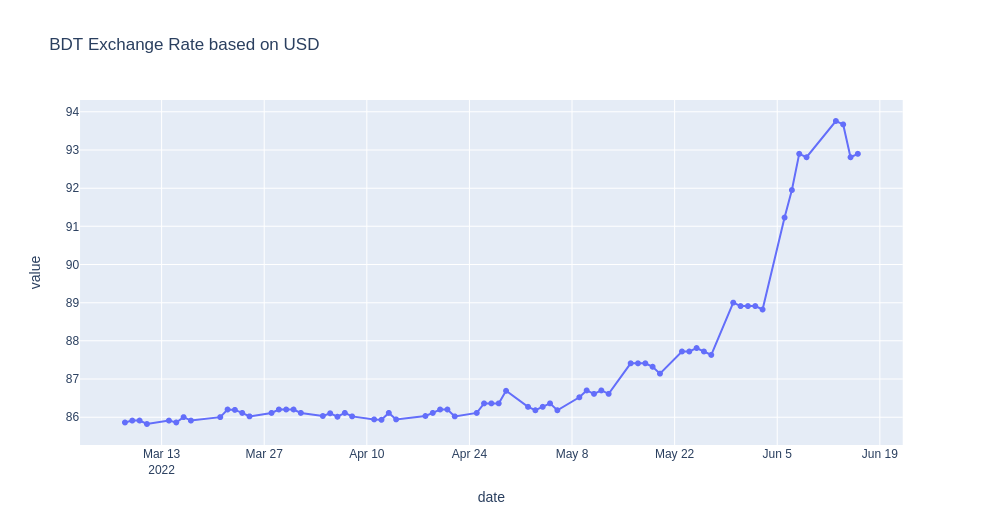 BDT Exchange Rate based on USD
94
93
92
91
90
89
88
87
86
value
Mar 13
2022
Mar 27
Apr 10
Apr 24
May 8
May 22
Jun 5
Jun 19
date